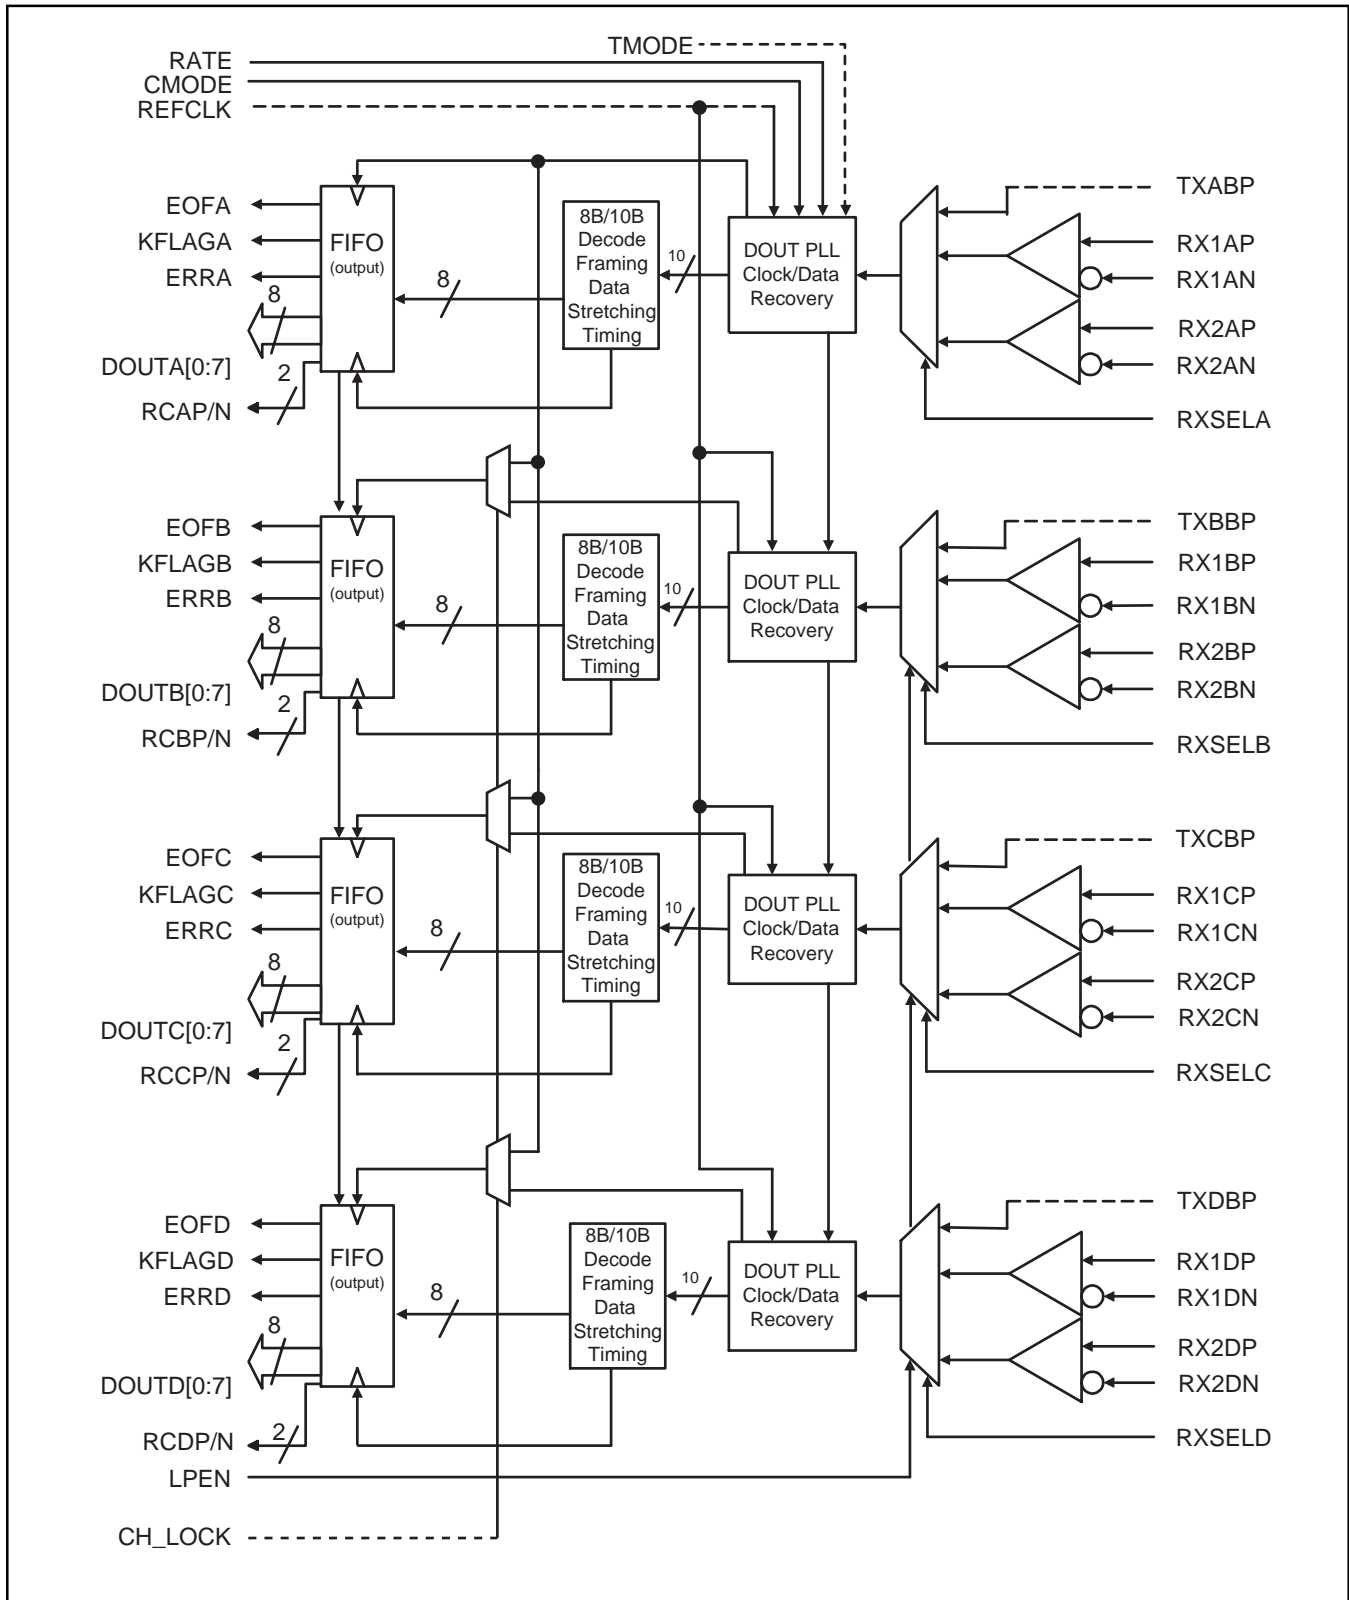 TMODE
RATE
CMODE
REFCLK
EOFA
KFLAGA
ERRA
8
DOUTA[0:7]
2
RCAP/N
FIFO
(output)
8
8B/10B
Decode
Framing
Data
Stretching
Timing
10
DOUT PLL
Clock/Data
Recovery
TXABP
RX1AP
RX1AN
RX2AP
RX2AN
RXSELA
EOFB
KFLAGB
ERRB
8
DOUTB[0:7]
2
RCBP/N
FIFO
(output)
8
8B/10B
Decode
Framing
Data
Stretching
Timing
10
DOUT PLL
Clock/Data
Recovery
TXBBP
RX1BP
RX1BN
RX2BP
RX2BN
RXSELB
EOFC
KFLAGC
ERRC
8
DOUTC[0:7]
2
RCCP/N
FIFO
(output)
8
8B/10B
Decode
Framing
Data
Stretching
Timing
10
DOUT PLL
Clock/Data
Recovery
TXCBP
RX1CP
RX1CN
RX2CP
RX2CN
RXSELC
EOFD
KFLAGD
ERRD
8
DOUTD[0:7]
2
RCDP/N
FIFO
(output)
8
8B/10B
Decode
Framing
Data
Stretching
Timing
10
DOUT PLL
Clock/Data
Recovery
TXDBP
RX1DP
RX1DN
RX2DP
RX2DN
RXSELD
LPEN
CH_LOCK